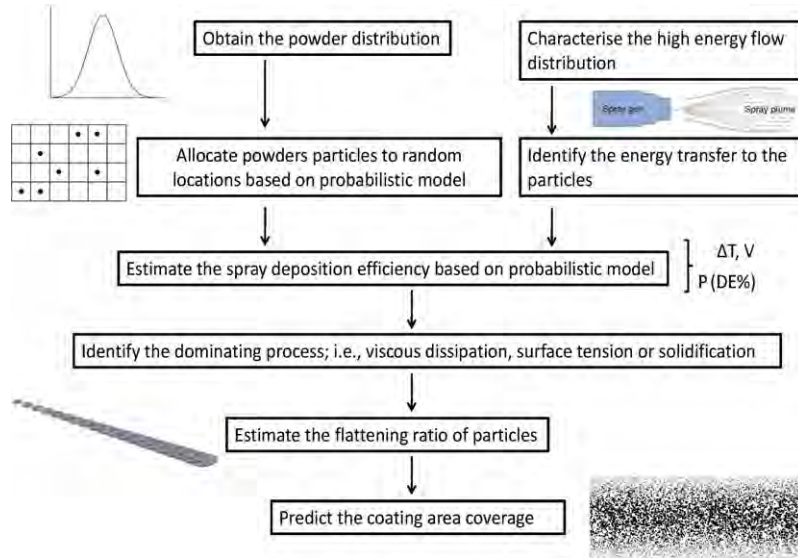 Obtain the powder distribution
Characterise the high energy flow
distribution
Spray gun
Spray plume
Allocate powders particles to random
locations based on probabilistic model
Identify the energy transfer to the
particles
Estimate the spray deposition efficiency based on probabilistic model
ΔT, V
P (DE%)
Identify the dominating process; i.e., viscous dissipation, surface tension or solidification
Estimate the flattening ratio of particles
Predict the coating area coverage